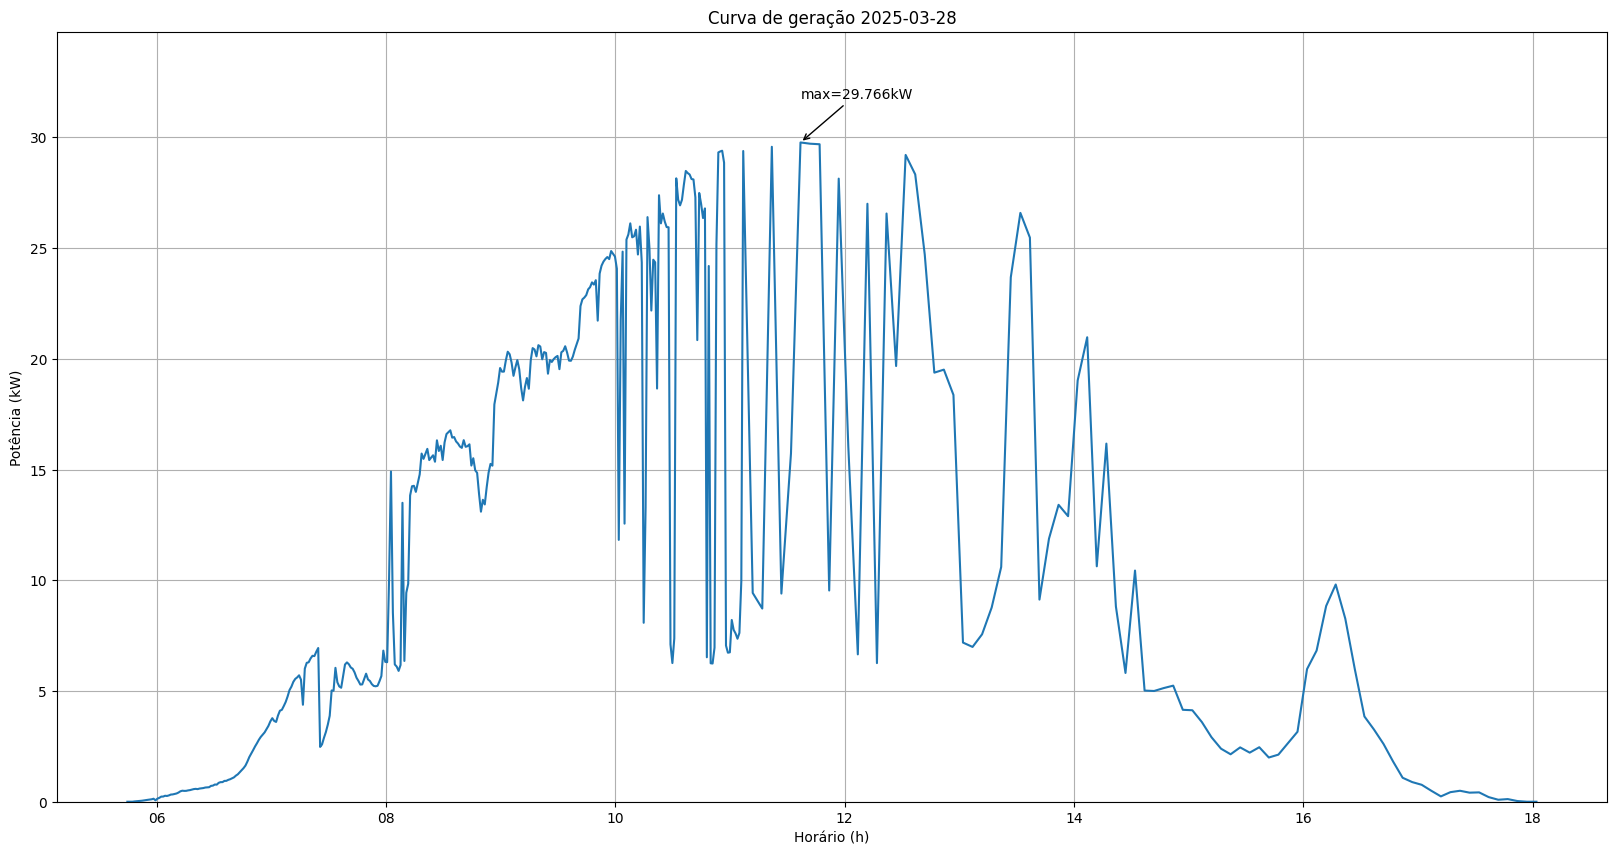 Curva de geração 2025-03-28
max=29.766kW
30
25
20
15
10
5
0
Potência (kW)
06 08 10 12 14 16 18
Horário (h)